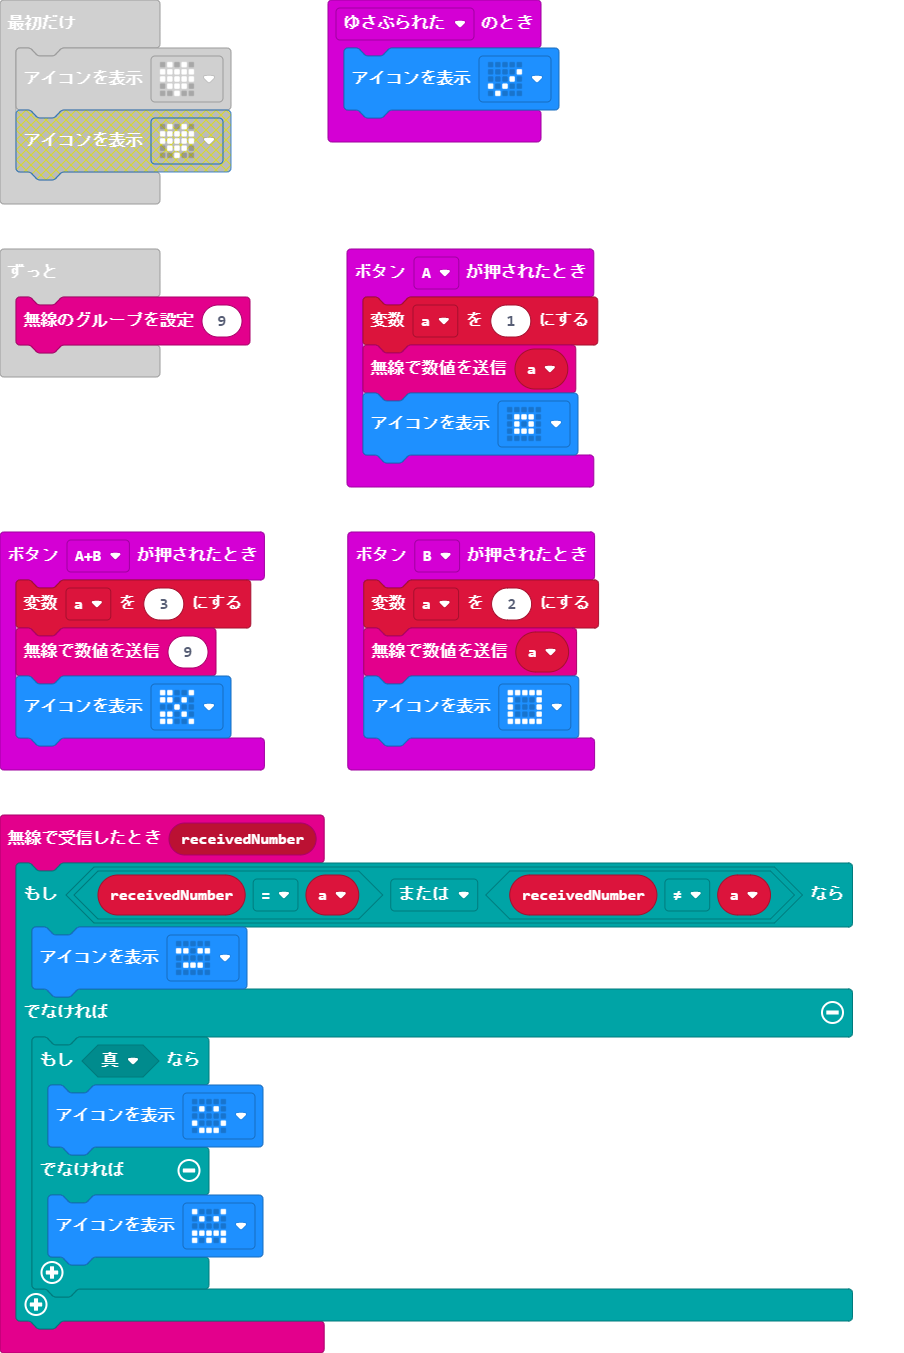 最初だけ
アイコンを表示
アイコンを表示
ゆさぶられた のとき
アイコンを表示
ずっと
無線のグループを設定 9
ボタン A が押されたとき
変数 a を 1 にする
無線で数値を送信 a
アイコンを表示
ボタン A+B が押されたとき
変数 a を 3 にする
無線で数値を送信 9
アイコンを表示
ボタン B が押されたとき
変数 a を 2 にする
無線で数値を送信 a
アイコンを表示
無線で受信したとき receivedNumber
もし receivedNumber = a または receivedNumber ≠ a なら
アイコンを表示
でなければ
もし 真 なら
アイコンを表示
でなければ
アイコンを表示